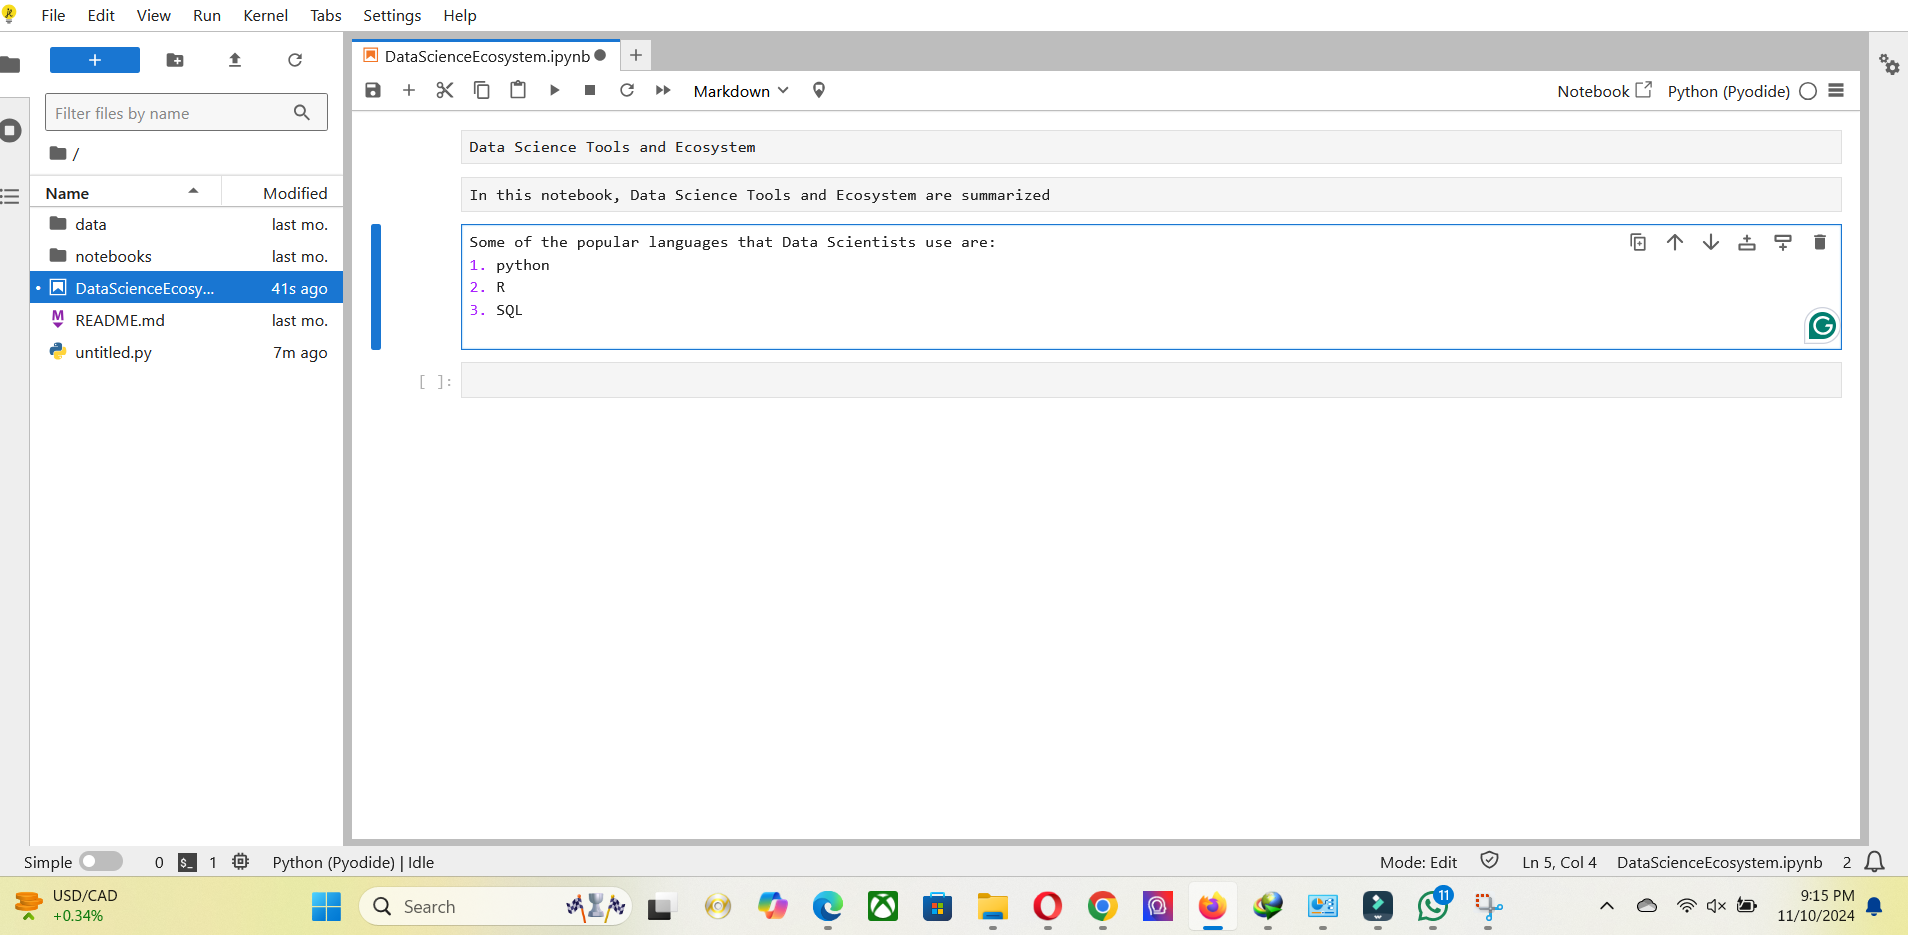 File Edit View Run Kernel Tabs Settings Help
+
Filter files by name
/
Name Modified
data last mo.
notebooks last mo.
• DataScienceEcosy... 41s ago
README.md last mo.
untitled.py 7m ago
DataScienceEcosystem.ipynb
Markdown
Notebook Python (Pyodide)
Data Science Tools and Ecosystem
In this notebook, Data Science Tools and Ecosystem are summarized
Some of the popular languages that Data Scientists use are:
1. python
2. R
3. SQL
[ ]:
Simple 0 $_ 1 Python (Pyodide) | Idle
Mode: Edit Ln 5, Col 4 DataScienceEcosystem.ipynb 2
USD/CAD
+0.34%
Search
11
9:15 PM
11/10/2024